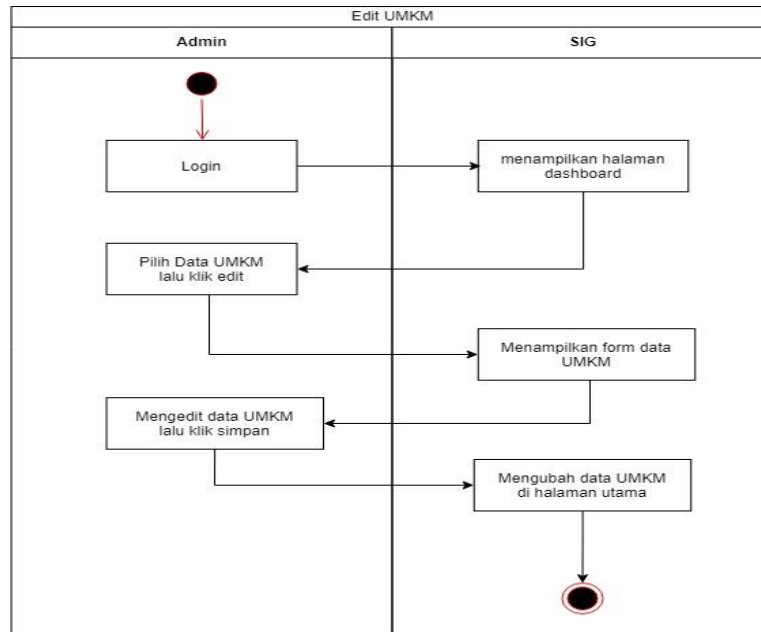 Edit UMKM
Admin
SIG
Login
menampilkan halaman
dashboard
Pilih Data UMKM
lalu klik edit
Menampilkan form data
UMKM
Mengedit data UMKM
lalu klik simpan
Mengubah data UMKM
di halaman utama